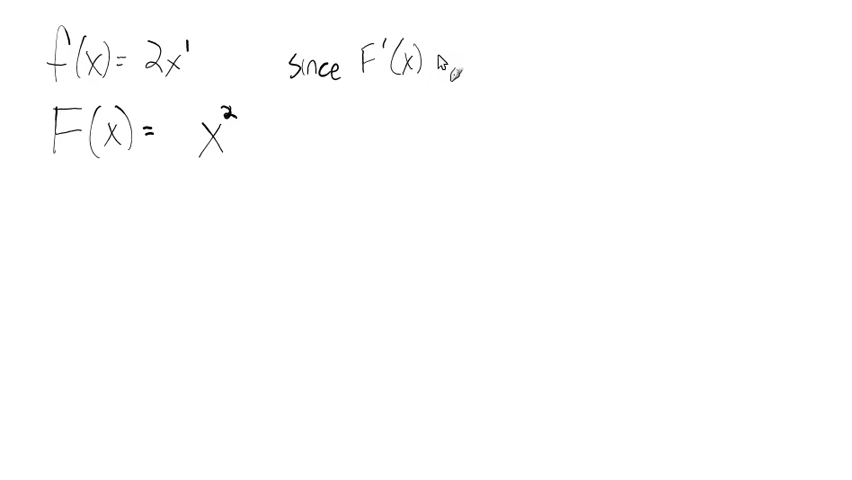 f'(x) = 2x¹ since F'(x)
F(x) = x²